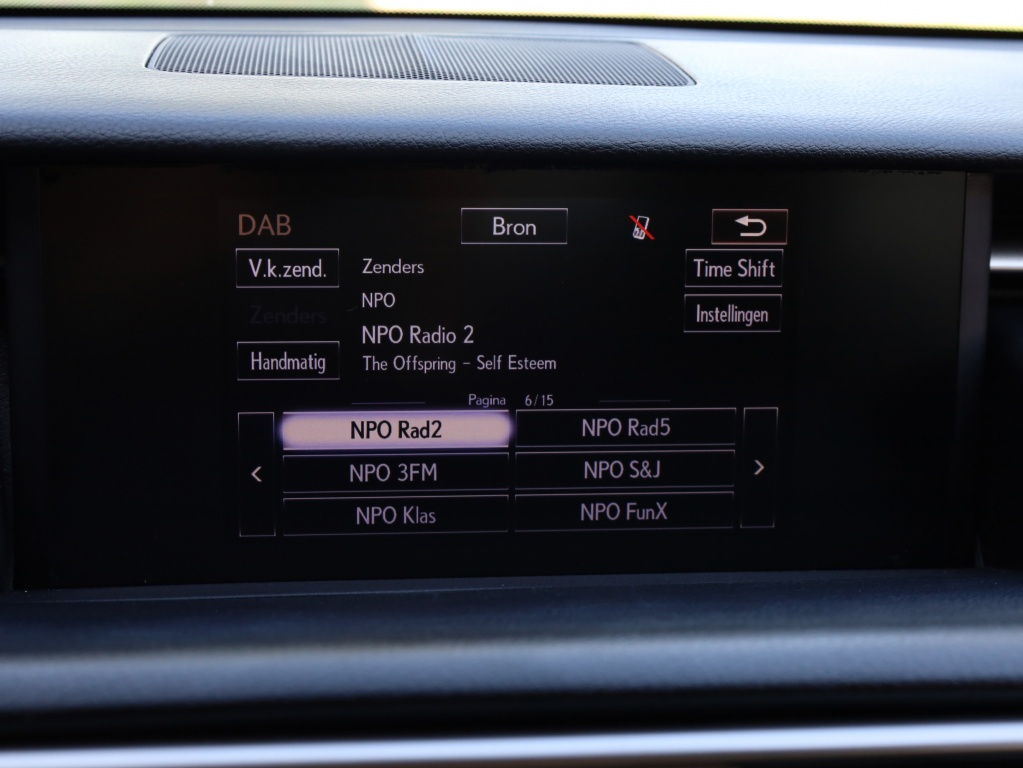 DAB
Bron
V.k.zend.
Zenders
Time Shift
NPO
Zenders
Instellingen
NPO Radio 2
Handmatig
The Offspring - Self Esteem
Pagina 6/15
NPO Rad2
NPO Rad5
NPO 3FM
NPO S&J
NPO Klas
NPO FunX